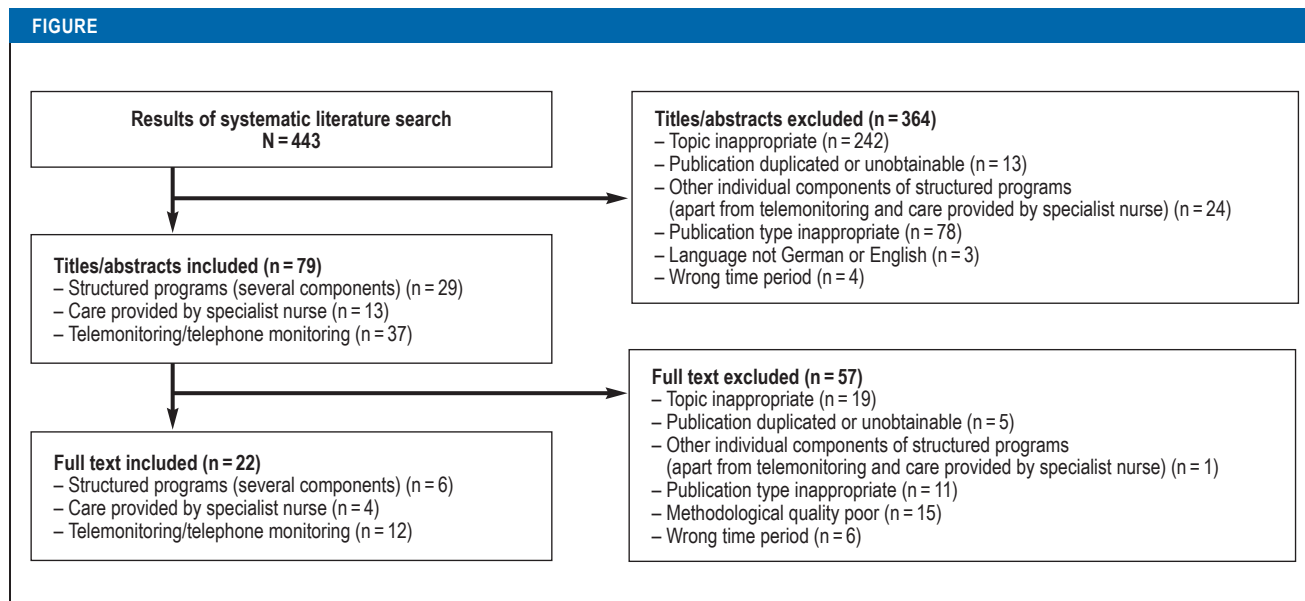 FIGURE
Results of systematic literature search
N = 443
Titles/abstracts excluded (n = 364)
– Topic inappropriate (n = 242)
– Publication duplicated or unobtainable (n = 13)
– Other individual components of structured programs
(apart from telemonitoring and care provided by specialist nurse) (n = 24)
– Publication type inappropriate (n = 78)
– Language not German or English (n = 3)
– Wrong time period (n = 4)
Titles/abstracts included (n = 79)
– Structured programs (several components) (n = 29)
– Care provided by specialist nurse (n = 13)
– Telemonitoring/telephone monitoring (n = 37)
Full text excluded (n = 57)
– Topic inappropriate (n = 19)
– Publication duplicated or unobtainable (n = 5)
– Other individual components of structured programs
(apart from telemonitoring and care provided by specialist nurse) (n = 1)
– Publication type inappropriate (n = 11)
– Methodological quality poor (n = 15)
– Wrong time period (n = 6)
Full text included (n = 22)
– Structured programs (several components) (n = 6)
– Care provided by specialist nurse (n = 4)
– Telemonitoring/telephone monitoring (n = 12)